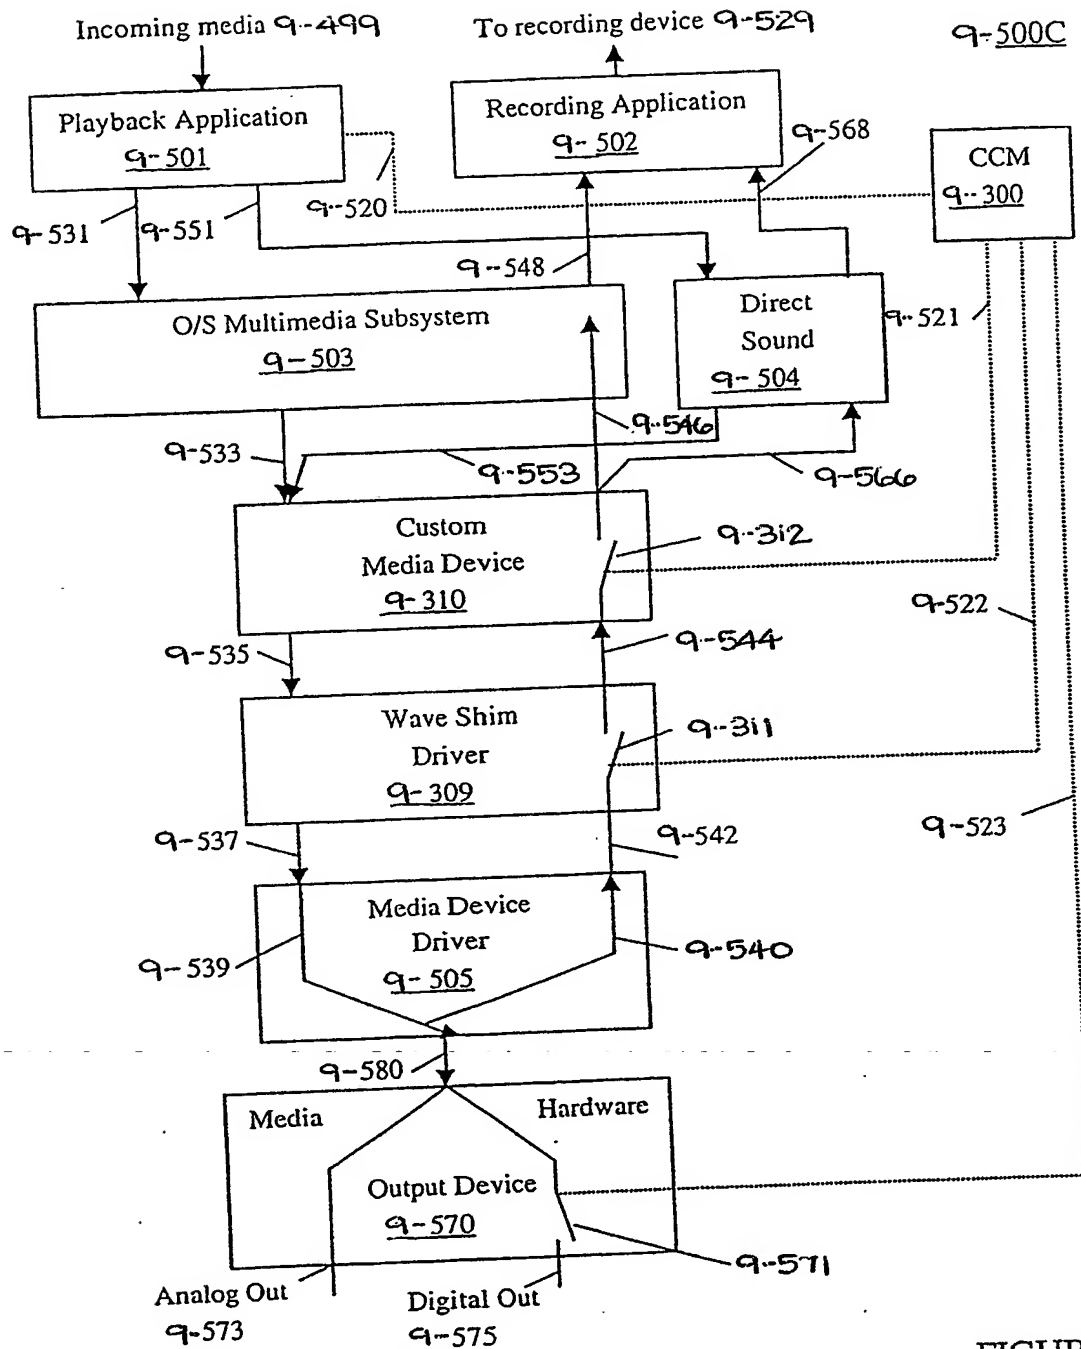 Incoming media 9-499
To recording device 9-529
9-500C
Playback Application
9-501
Recording Application
9-502
9-568
CCM
9-300
9-520
9-531
9-551
9-548
O/S Multimedia Subsystem
9-503
Direct
Sound
9-504
9-521
9-546
9-533
9-553
9-566
Custom
Media Device
9-310
9-312
9-522
9-535
9-544
Wave Shim
Driver
9-309
9-311
9-523
9-537
9-542
Media Device
Driver
9-505
9-539
9-540
9-580
Media
Hardware
Output Device
9-570
9-571
Analog Out
9-573
Digital Out
9-575
FIGURE